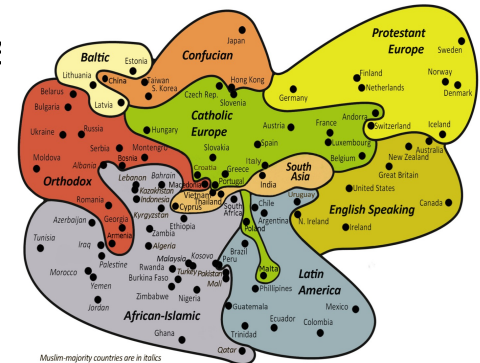 Protestant
Europe
Baltic
Confucian
Japan
Sweden
Estonia
Lithuania
China
Taiwan
S. Korea
Hong Kong
Finland
Netherlands
Norway
Denmark
Belarus
Bulgaria
Latvia
Czech Rep.
Slovenia
Germany
Catholic
Europe
Andorra
Switzerland
Ukraine
Russia
Hungary
Austria
France
Luxembourg
Iceland
Australia
Serbia
Montengro
Slovakia
Spain
Belgium
New Zealand
Moldova
Albania
Bosnia
Croatia
Greece
Italy
South
Asia
Great Britain
Orthodox
Lebanon
Bahrain
Macedonia
Portugal
India
United States
Kazakhstan
Indonesia
Vietnam
Thailand
Uruguay
English Speaking
Canada
Romania
Kyrgyzstan
Cyprus
South
Africa
Chile
Argentina
N. Ireland
Ireland
Azerbaijan
Georgia
Armenia
Ethiopia
Zambia
Poland
Tunisia
Iraq
Algeria
Brazil
Peru
Palestine
Malaysia
Kosovo
Morocco
Yemen
Rwanda
Turkey
Pakistan
Malta
Latin
America
Burkina Faso
Mali
Phillipines
Jordan
Zimbabwe
Nigeria
Guatemala
Mexico
African-Islamic
Ecuador
Colombia
Ghana
Trinidad
Qatar
Muslim-majority countries are in italics